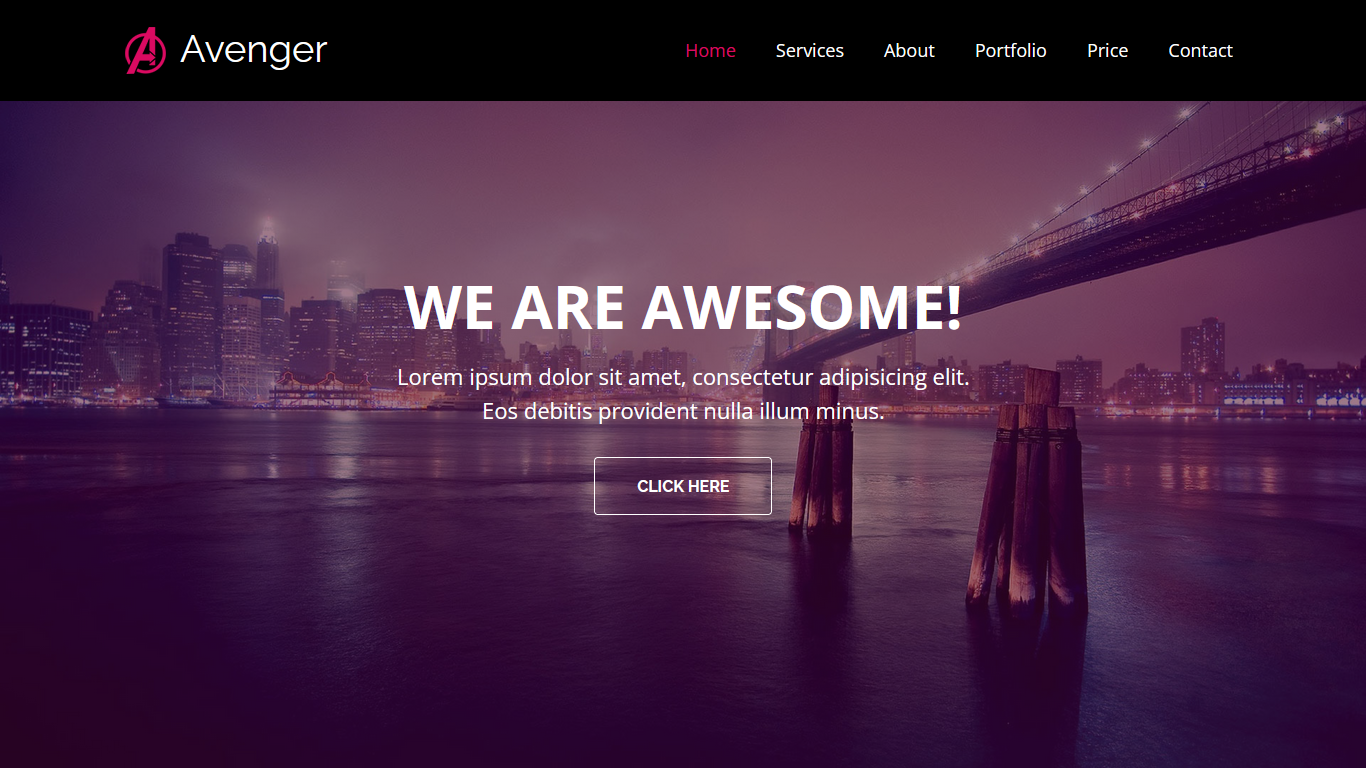 Avenger
Home Services About Portfolio Price Contact
WE ARE AWESOME!
Lorem ipsum dolor sit amet, consectetur adipisicing elit.
Eos debitis provident nulla illum minus.
CLICK HERE